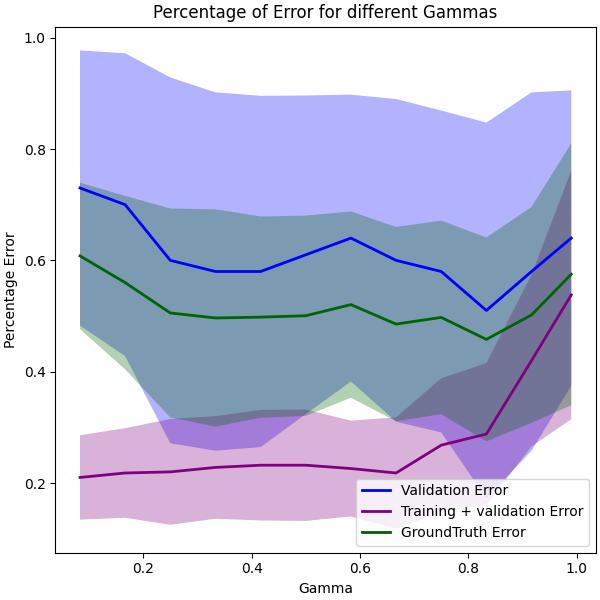 Percentage of Error for different Gammas
1.0
0.8
0.6
0.4
0.2
Percentage Error
Validation Error
Training + validation Error
GroundTruth Error
0.2 0.4 0.6 0.8 1.0
Gamma